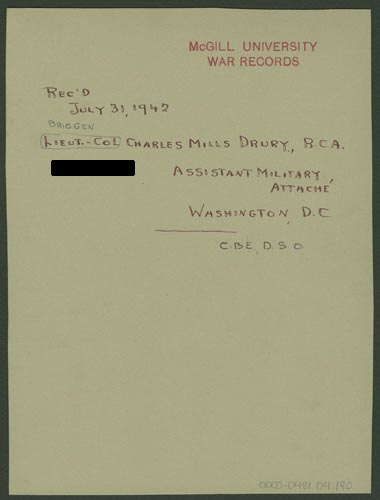 McGILL UNIVERSITY
WAR RECORDS
REC'D
JULY 31, 1942
BRIGGEN
LIEUT.-COL CHARLES MILLS DRURY, R.C.A.
ASSISTANT MILITARY
ATTACHÉ
WASHINGTON, D.C
C.B.E, D.S.O.
0000-0481.04.190